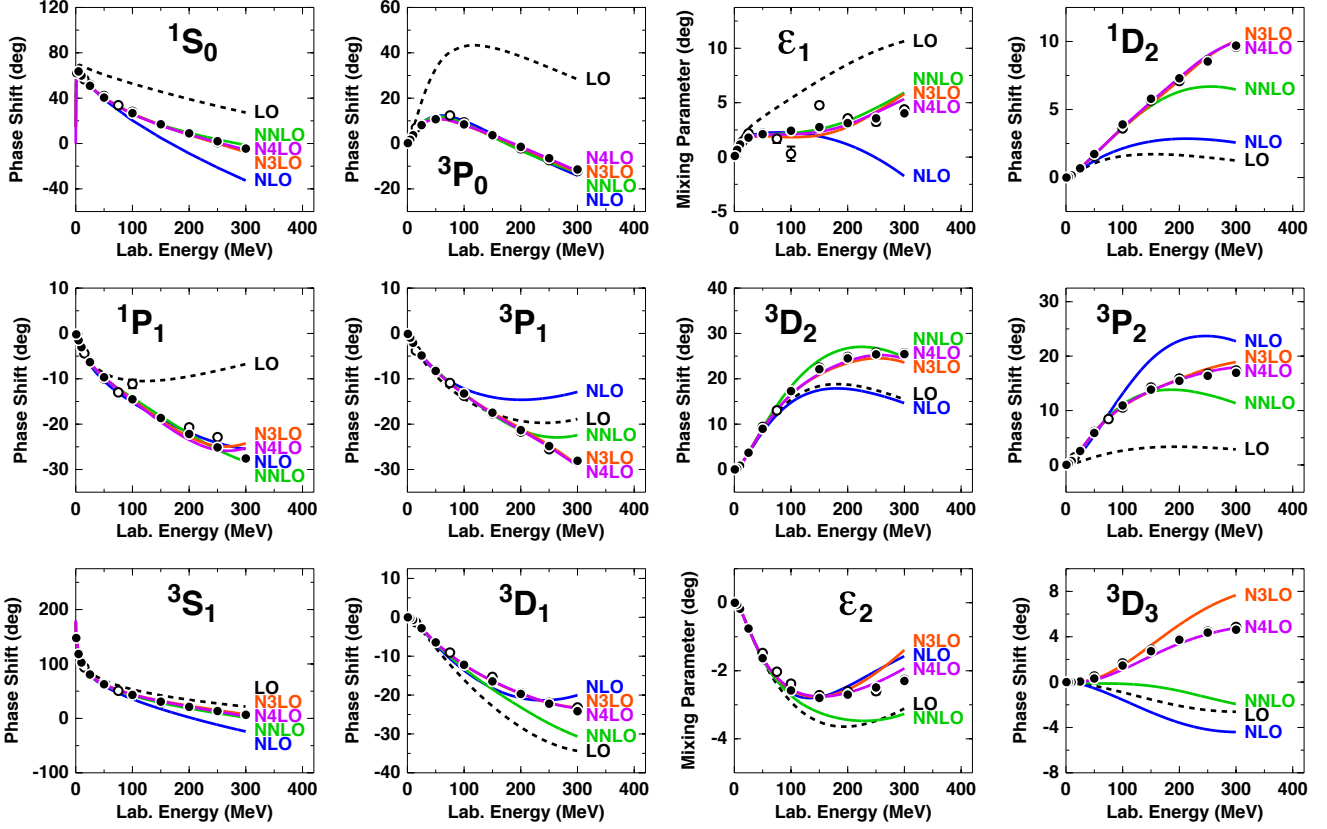 Phase Shift (deg)
120
80
40
0
-40
¹S₀
LO
NNLO
N4LO
N3LO
NLO
0 100 200 300 400
Lab. Energy (MeV)
Phase Shift (deg)
60
40
20
0
-20
³P₀
LO
N4LO
N3LO
NNLO
NLO
0 100 200 300 400
Lab. Energy (MeV)
Mixing Parameter (deg)
10
5
0
-5
ε₁
LO
NNLO
N3LO
N4LO
NLO
0 100 200 300 400
Lab. Energy (MeV)
Phase Shift (deg)
10
5
0
¹D₂
N3LO
N4LO
NNLO
NLO
LO
0 100 200 300 400
Lab. Energy (MeV)
Phase Shift (deg)
10
0
-10
-20
-30
¹P₁
LO
N3LO
N4LO
NLO
NNLO
0 100 200 300 400
Lab. Energy (MeV)
Phase Shift (deg)
10
0
-10
-20
-30
³P₁
NLO
LO
NNLO
N3LO
N4LO
0 100 200 300 400
Lab. Energy (MeV)
Phase Shift (deg)
40
30
20
10
0
³D₂
NNLO
N4LO
N3LO
LO
NLO
0 100 200 300 400
Lab. Energy (MeV)
Phase Shift (deg)
30
20
10
0
³P₂
NLO
N3LO
N4LO
NNLO
LO
0 100 200 300 400
Lab. Energy (MeV)
Phase Shift (deg)
200
100
0
-100
³S₁
LO
N3LO
N4LO
NNLO
NLO
0 100 200 300 400
Lab. Energy (MeV)
Phase Shift (deg)
10
0
-10
-20
-30
-40
³D₁
NLO
N3LO
N4LO
NNLO
LO
0 100 200 300 400
Lab. Energy (MeV)
Mixing Parameter (deg)
0
-2
-4
ε₂
N3LO
NLO
N4LO
LO
NNLO
0 100 200 300 400
Lab. Energy (MeV)
Phase Shift (deg)
8
4
0
-4
-8
³D₃
N3LO
N4LO
NNLO
LO
NLO
0 100 200 300 400
Lab. Energy (MeV)